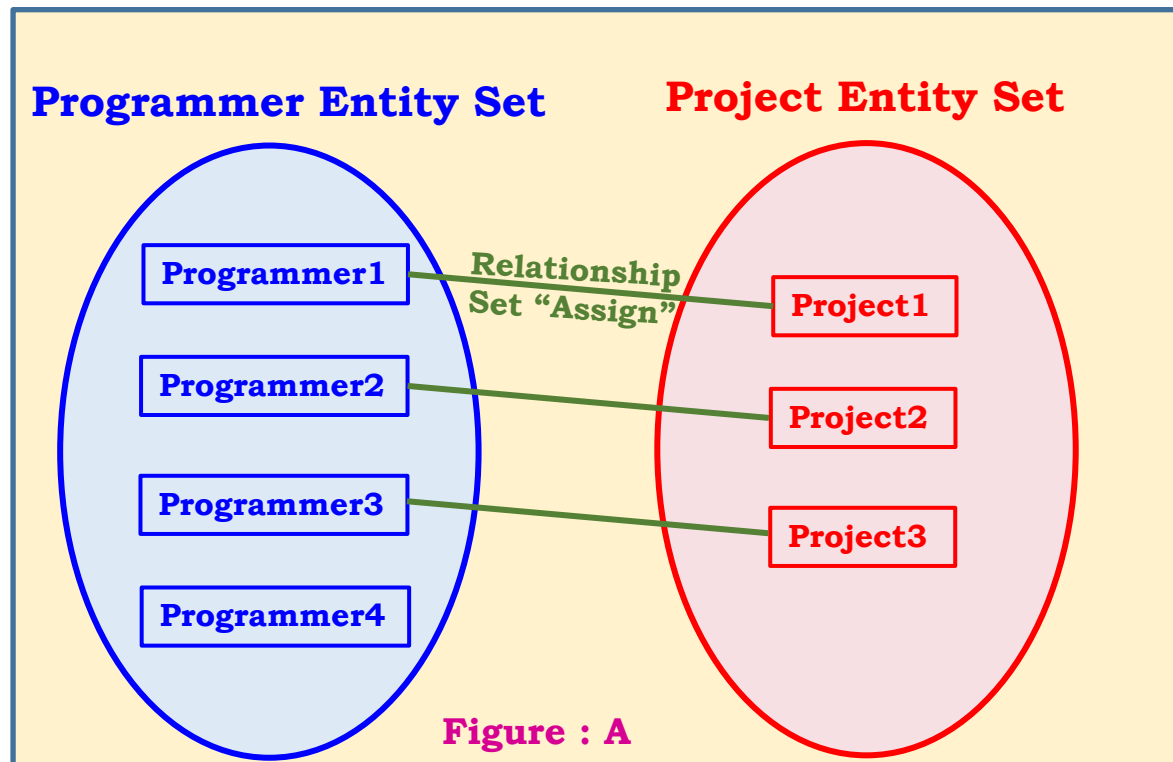 Programmer Entity Set
Project Entity Set
Programmer1
Relationship
Set “Assign”
Project1
Programmer2
Project2
Programmer3
Project3
Programmer4
Figure : A